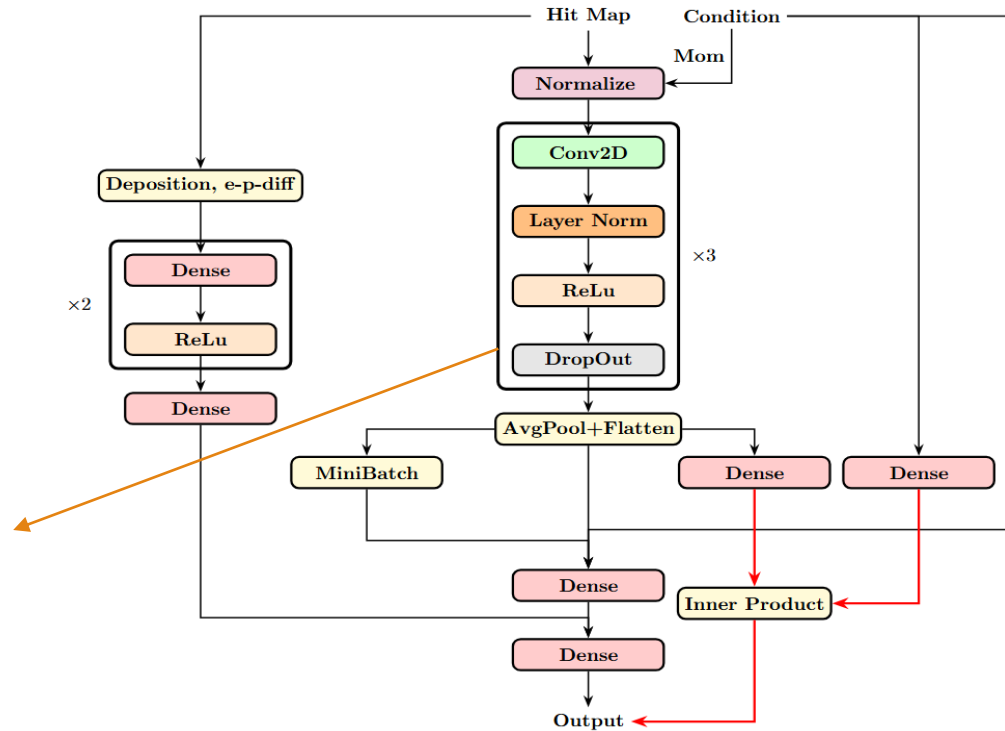 Hit Map
Condition
Mom
Normalize
Conv2D
Deposition, e-p-diff
Layer Norm
×3
Dense
ReLu
×2
ReLu
DropOut
Dense
AvgPool+Flatten
MiniBatch
Dense
Dense
Dense
Inner Product
Dense
Output